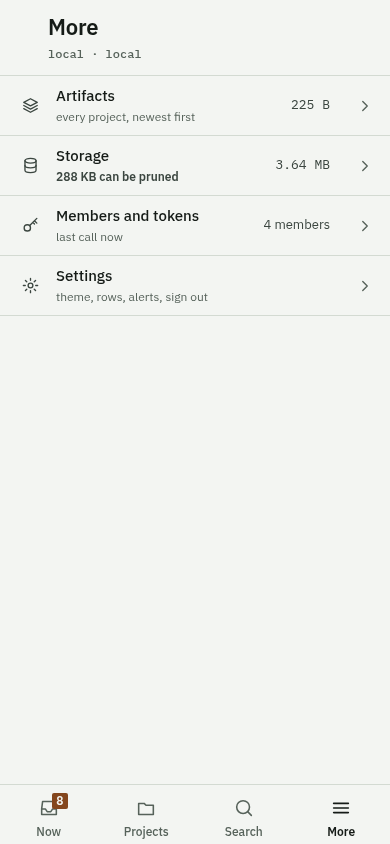 More
local · local
Artifacts
every project, newest first
225 B
Storage
288 KB can be pruned
3.64 MB
Members and tokens
last call now
4 members
Settings
theme, rows, alerts, sign out
8
Now
Projects
Search
More